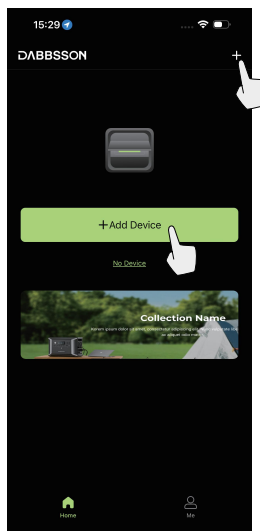 15:29
DABBSSON
+
+Add Device
No Device
Collection Name
Home
Me